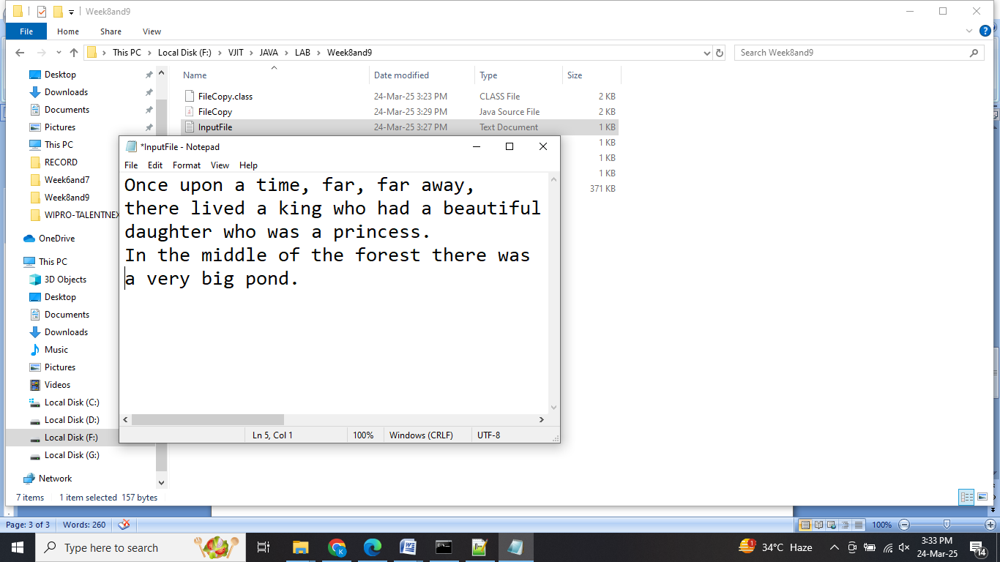 Week8and9
File Home Share View
This PC Local Disk (F:) VJIT JAVA LAB Week8and9
Search Week8and9
Desktop
Downloads
Documents
Pictures
This PC
RECORD
Week6and7
Week8and9
WIPRO-TALENTNEX
OneDrive
This PC
3D Objects
Desktop
Documents
Downloads
Music
Pictures
Videos
Local Disk (C:)
Local Disk (D:)
Local Disk (F:)
Local Disk (G:)
Network
Name Date modified Type Size
FileCopy.class 24-Mar-25 3:23 PM CLASS File 2 KB
FileCopy 24-Mar-25 3:29 PM Java Source File 2 KB
InputFile 24-Mar-25 3:27 PM Text Document 1 KB
1 KB
1 KB
1 KB
371 KB
*InputFile - Notepad
File Edit Format View Help
Once upon a time, far, far away,
there lived a king who had a beautiful
daughter who was a princess.
In the middle of the forest there was
a very big pond.
Ln 5, Col 1 100% Windows (CRLF) UTF-8
7 items 1 item selected 157 bytes
Page: 3 of 3 Words: 260 100%
Type here to search
1 34°C Haze
3:33 PM
24-Mar-25
14